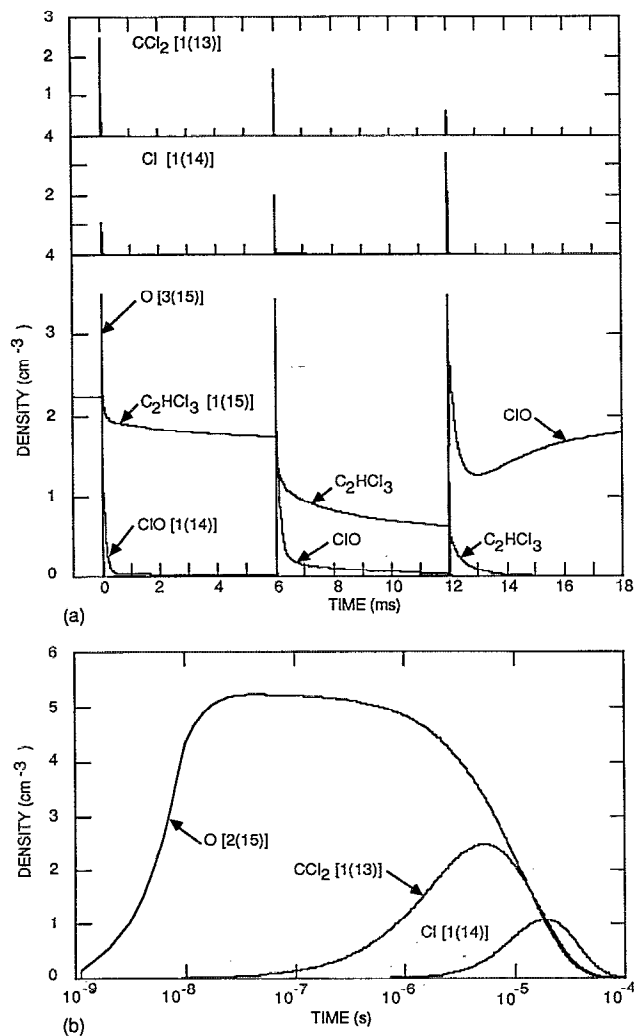 3
CCl2 [1(13)]
2
1
4
Cl [1(14)]
2
4
O [3(15)]
3
C2HCl3 [1(15)]
ClO
2
C2HCl3
1
ClO [1(14)]
ClO
C2HCl3
0
DENSITY (cm -3)
0 2 4 6 8 10 12 14 16 18
TIME (ms)
(a)
6
5
4
3
O [2(15)]
2
CCl2 [1(13)]
1
Cl [1(14)]
0
DENSITY (cm -3)
10-9 10-8 10-7 10-6 10-5 10-4
TIME (s)
(b)